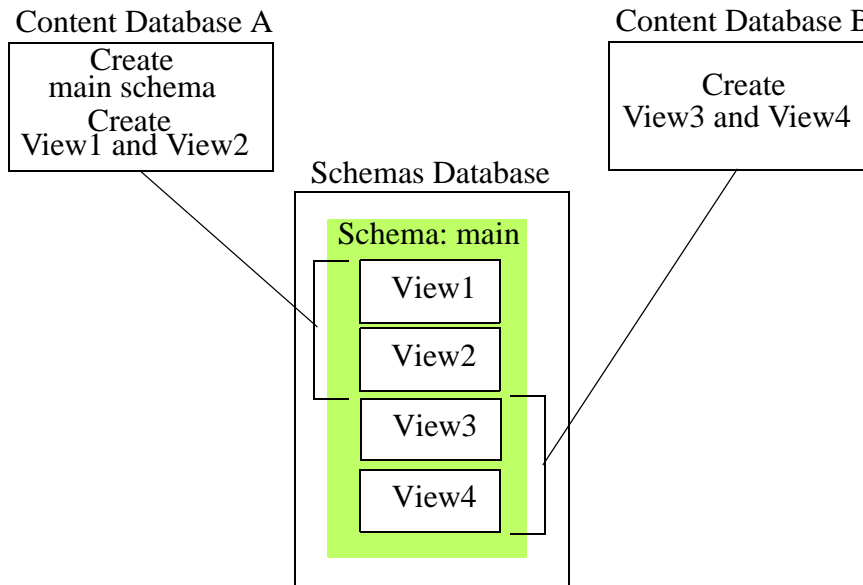 Content Database A
Create
main schema
Create
View1 and View2
Content Database B
Create
View3 and View4
Schemas Database
Schema: main
View1
View2
View3
View4